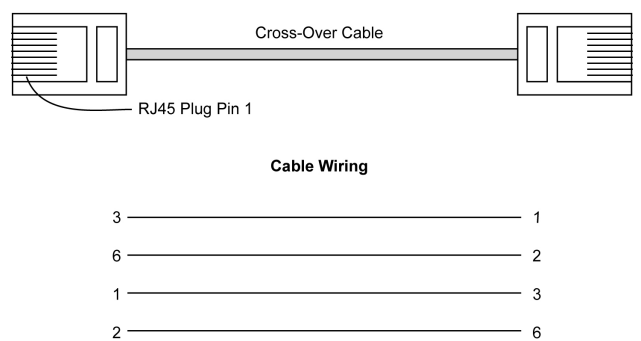 Cross-Over Cable
RJ45 Plug Pin 1
Cable Wiring
3 1
6 2
1 3
2 6